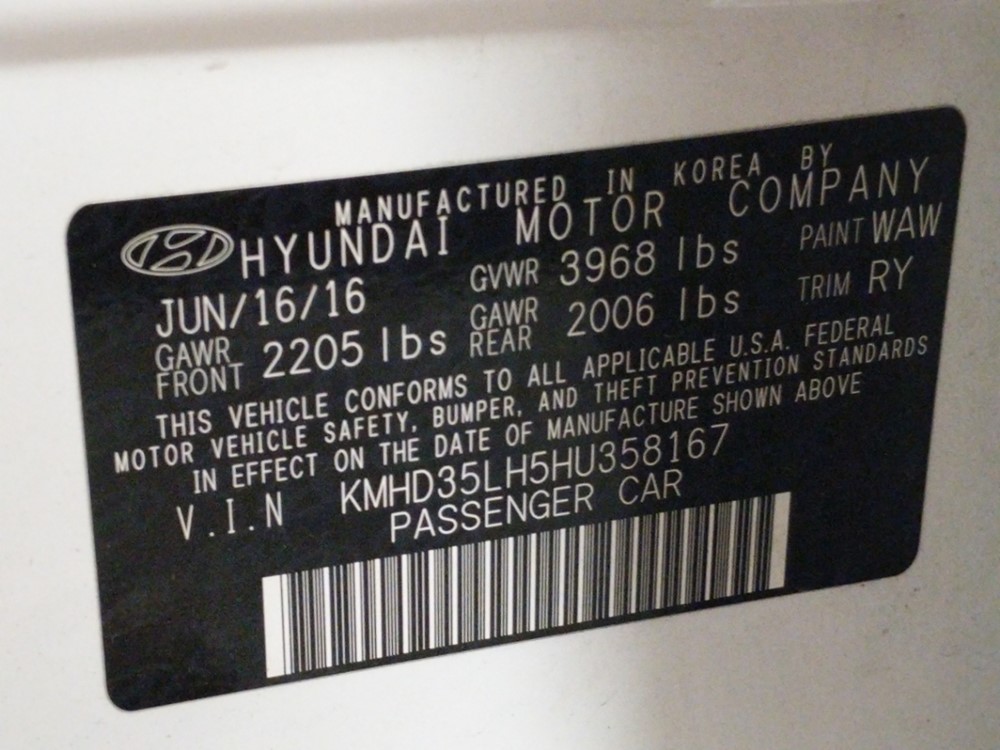 MANUFACTURED IN KOREA BY
HYUNDAI MOTOR COMPANY
JUN/16/16 GVWR 3968 lbs PAINT WAW
GAWR FRONT 2205 lbs GAWR REAR 2006 lbs TRIM RY
THIS VEHICLE CONFORMS TO ALL APPLICABLE U.S.A. FEDERAL
MOTOR VEHICLE SAFETY, BUMPER, AND THEFT PREVENTION STANDARDS
IN EFFECT ON THE DATE OF MANUFACTURE SHOWN ABOVE
V.I.N KMHD35LH5HU358167
PASSENGER CAR